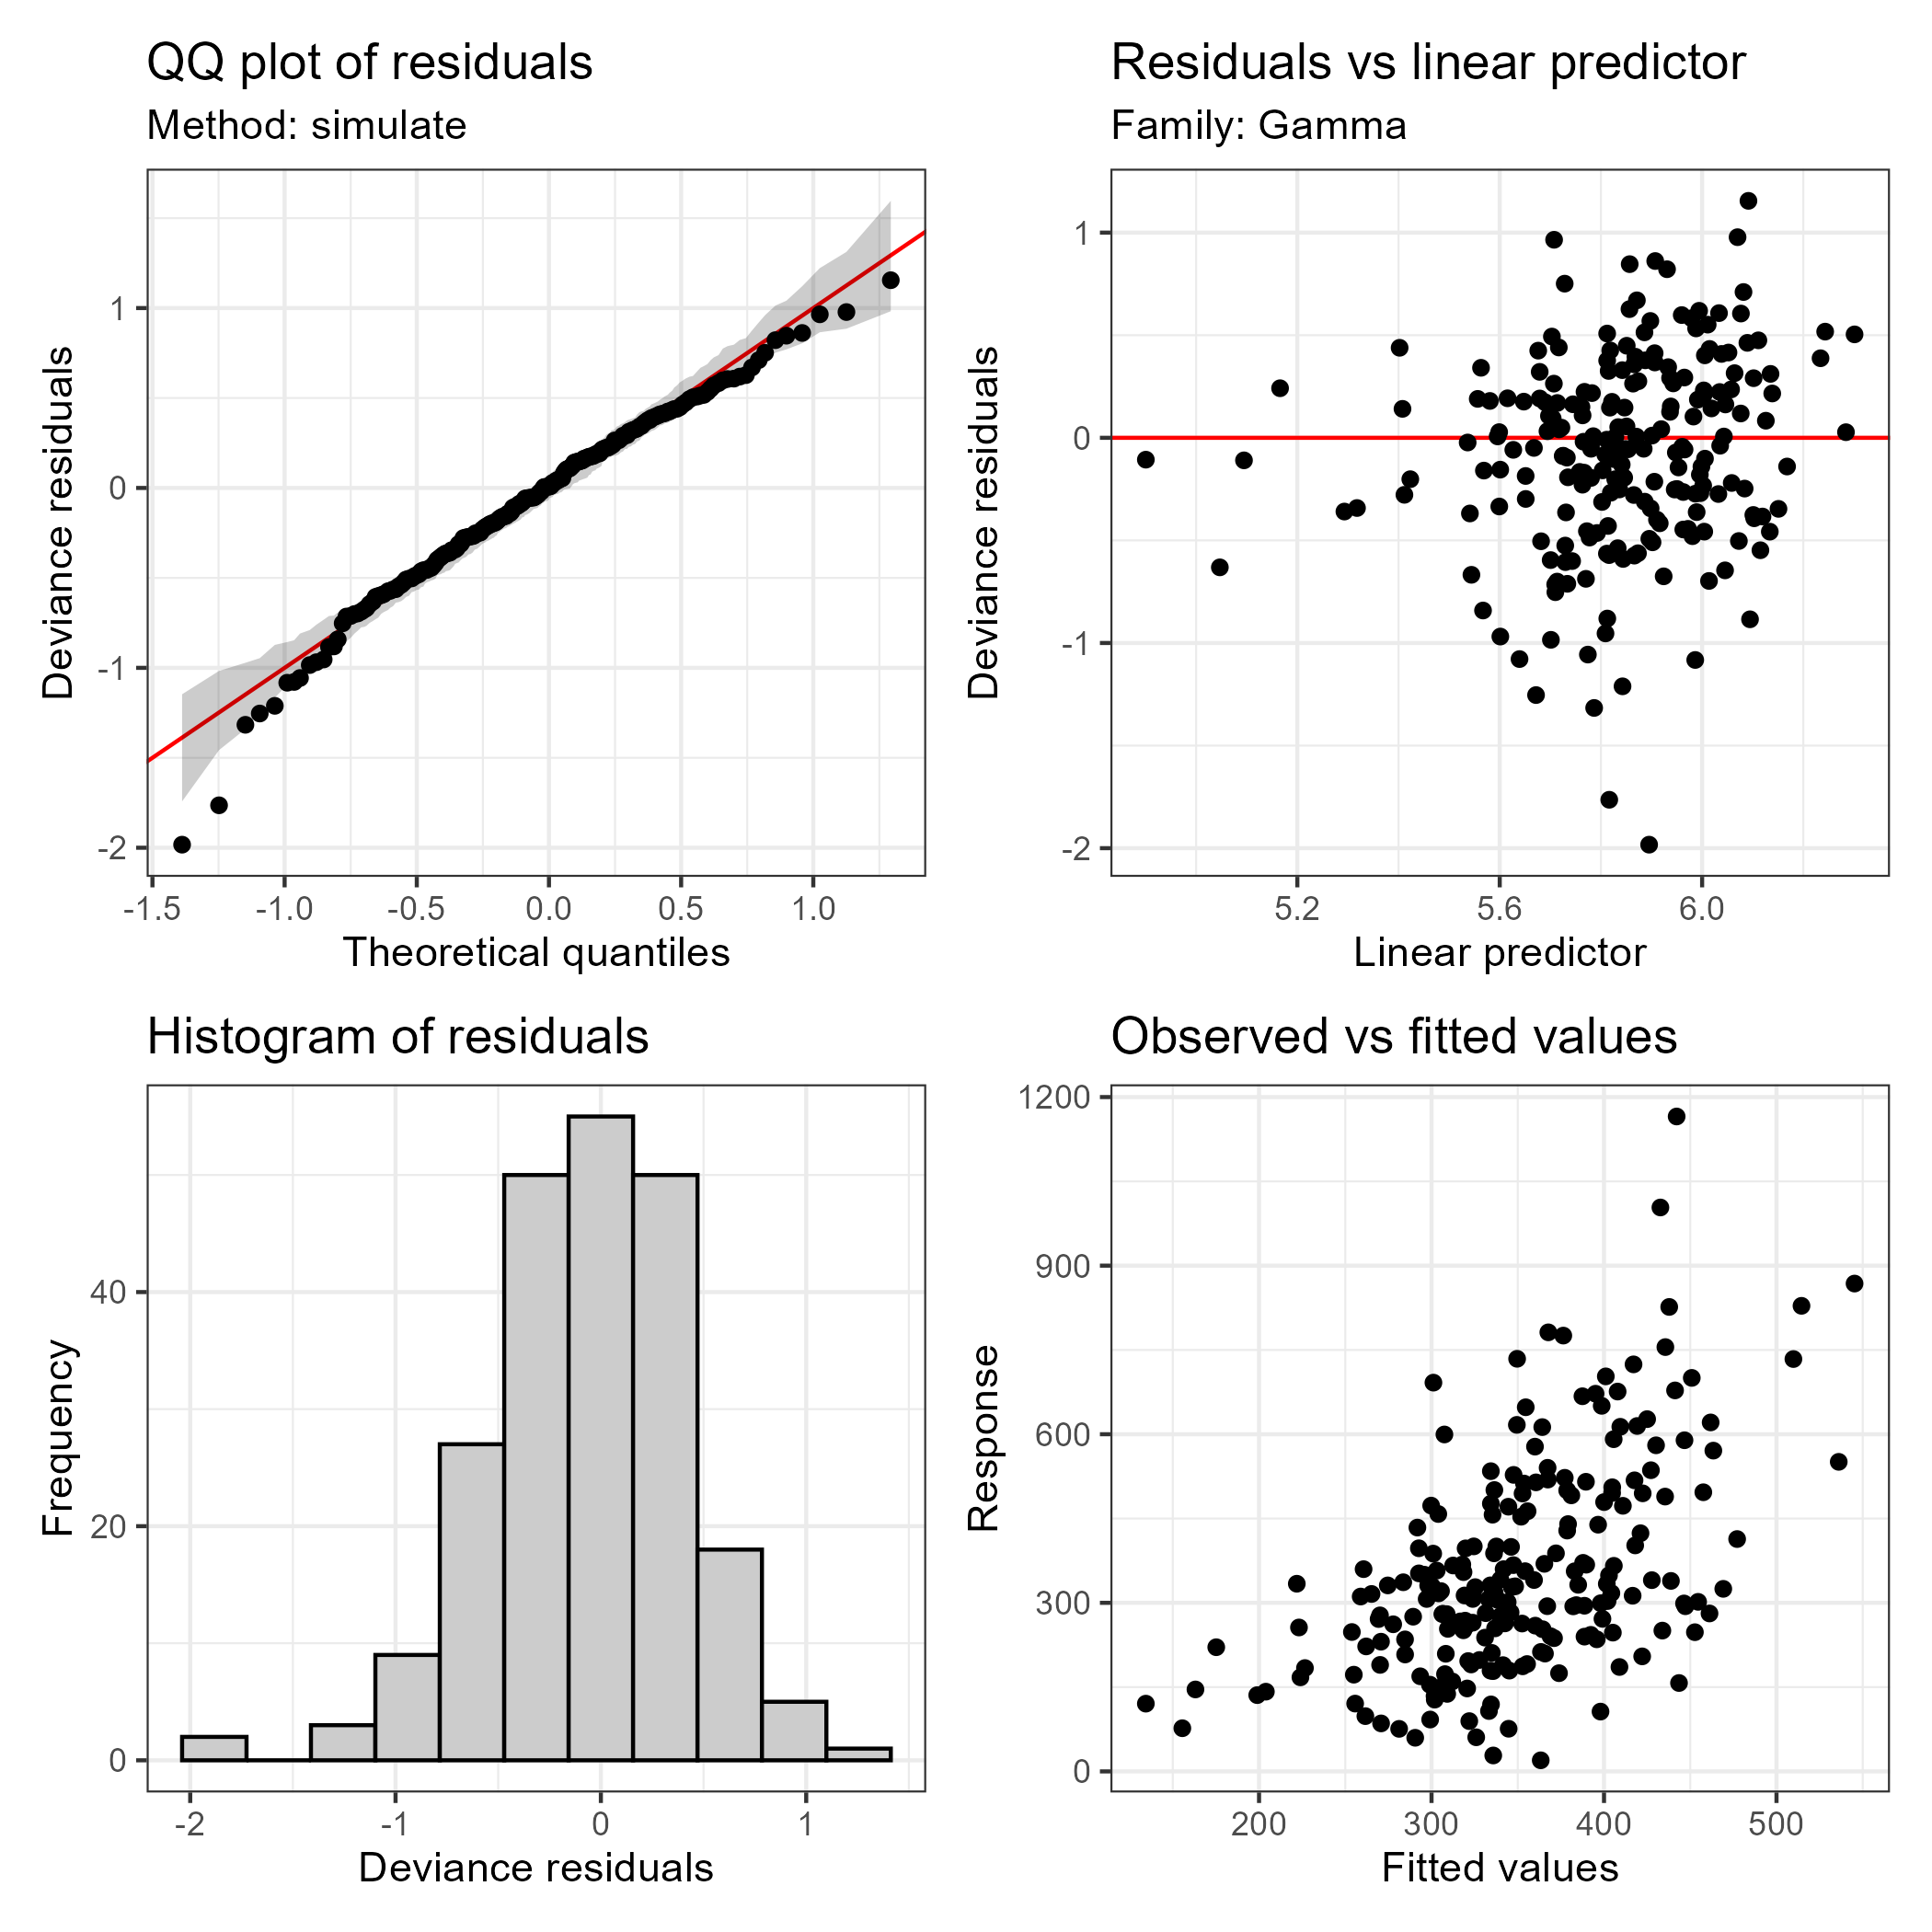 QQ plot of residuals
Method: simulate
1
0
-1
-2
Deviance residuals
-1.5 -1.0 -0.5 0.0 0.5 1.0
Theoretical quantiles
Residuals vs linear predictor
Family: Gamma
1
0
-1
-2
Deviance residuals
5.2 5.6 6.0
Linear predictor
Histogram of residuals
40
20
0
Frequency
-2 -1 0 1
Deviance residuals
Observed vs fitted values
1200
900
600
300
0
Response
200 300 400 500
Fitted values